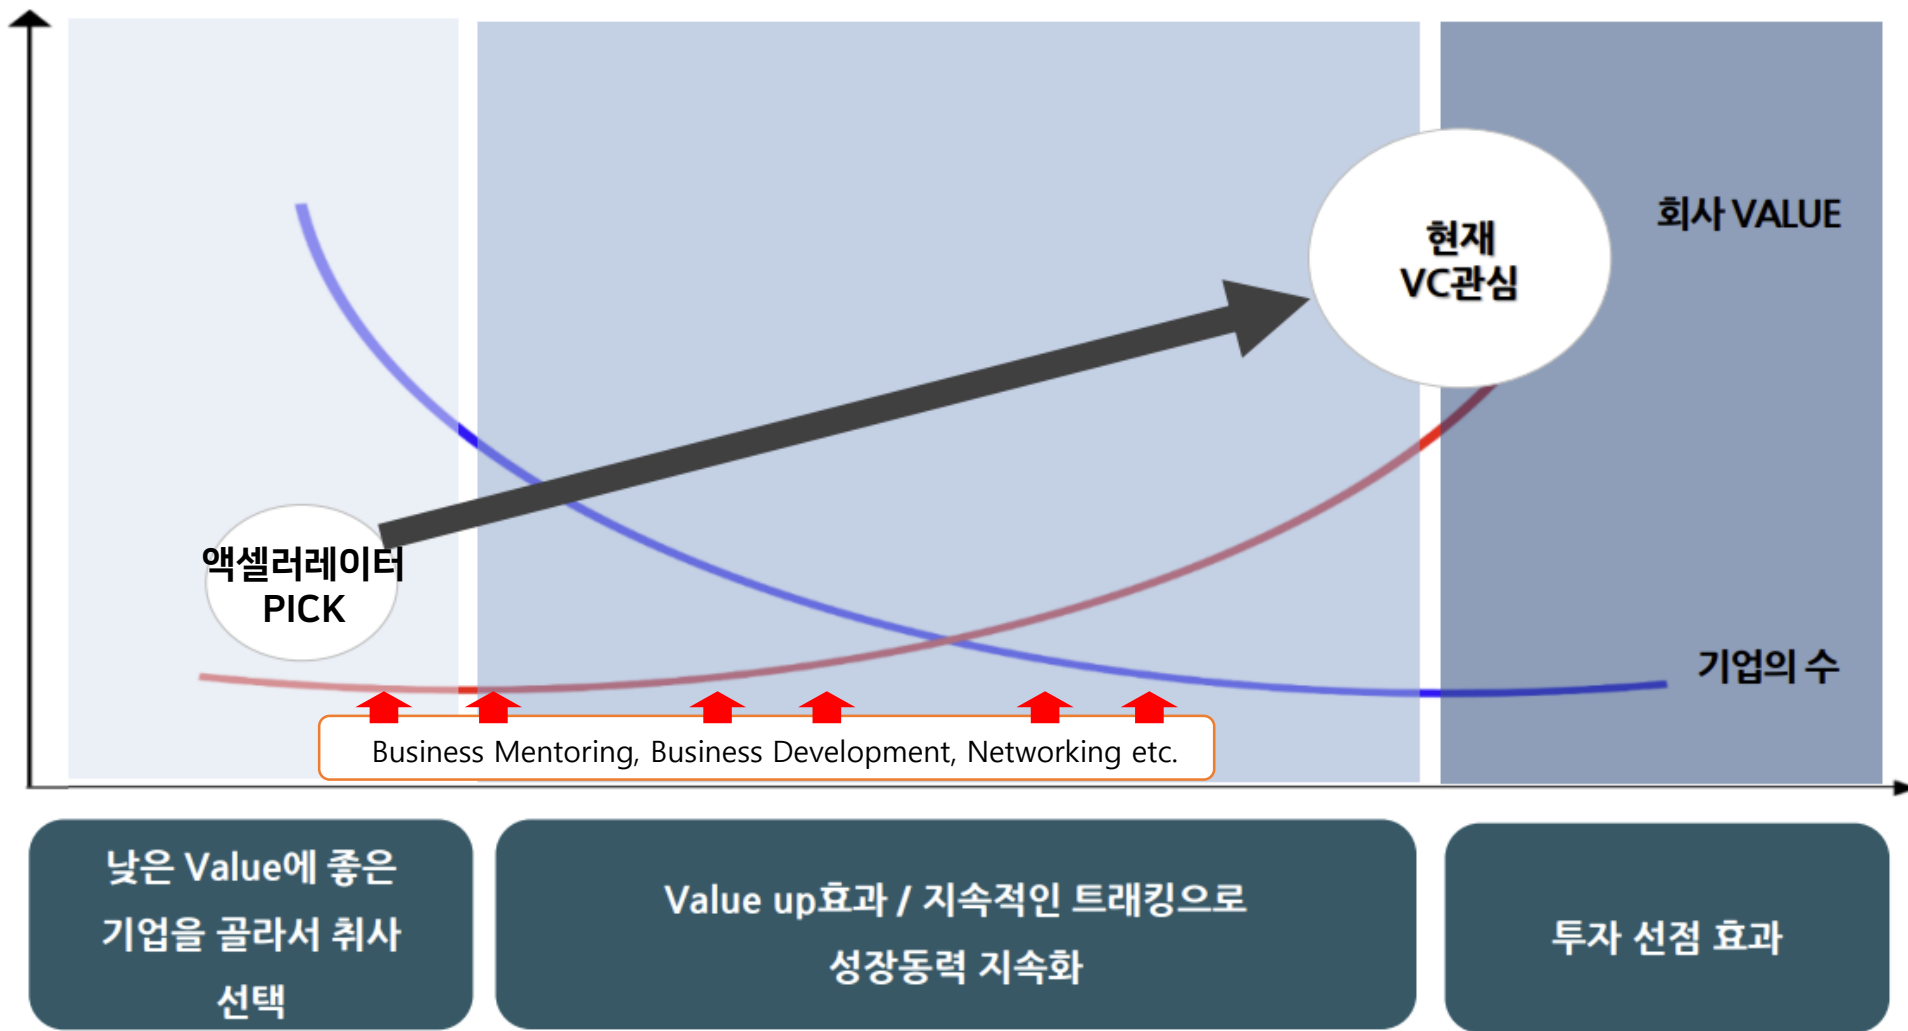 회사 VALUE
현재
VC관심
액셀러레이터
PICK
기업의 수
Business Mentoring, Business Development, Networking etc.
낮은 Value에 좋은
기업을 골라서 취사
선택
Value up효과 / 지속적인 트래킹으로
성장동력 지속화
투자 선점 효과